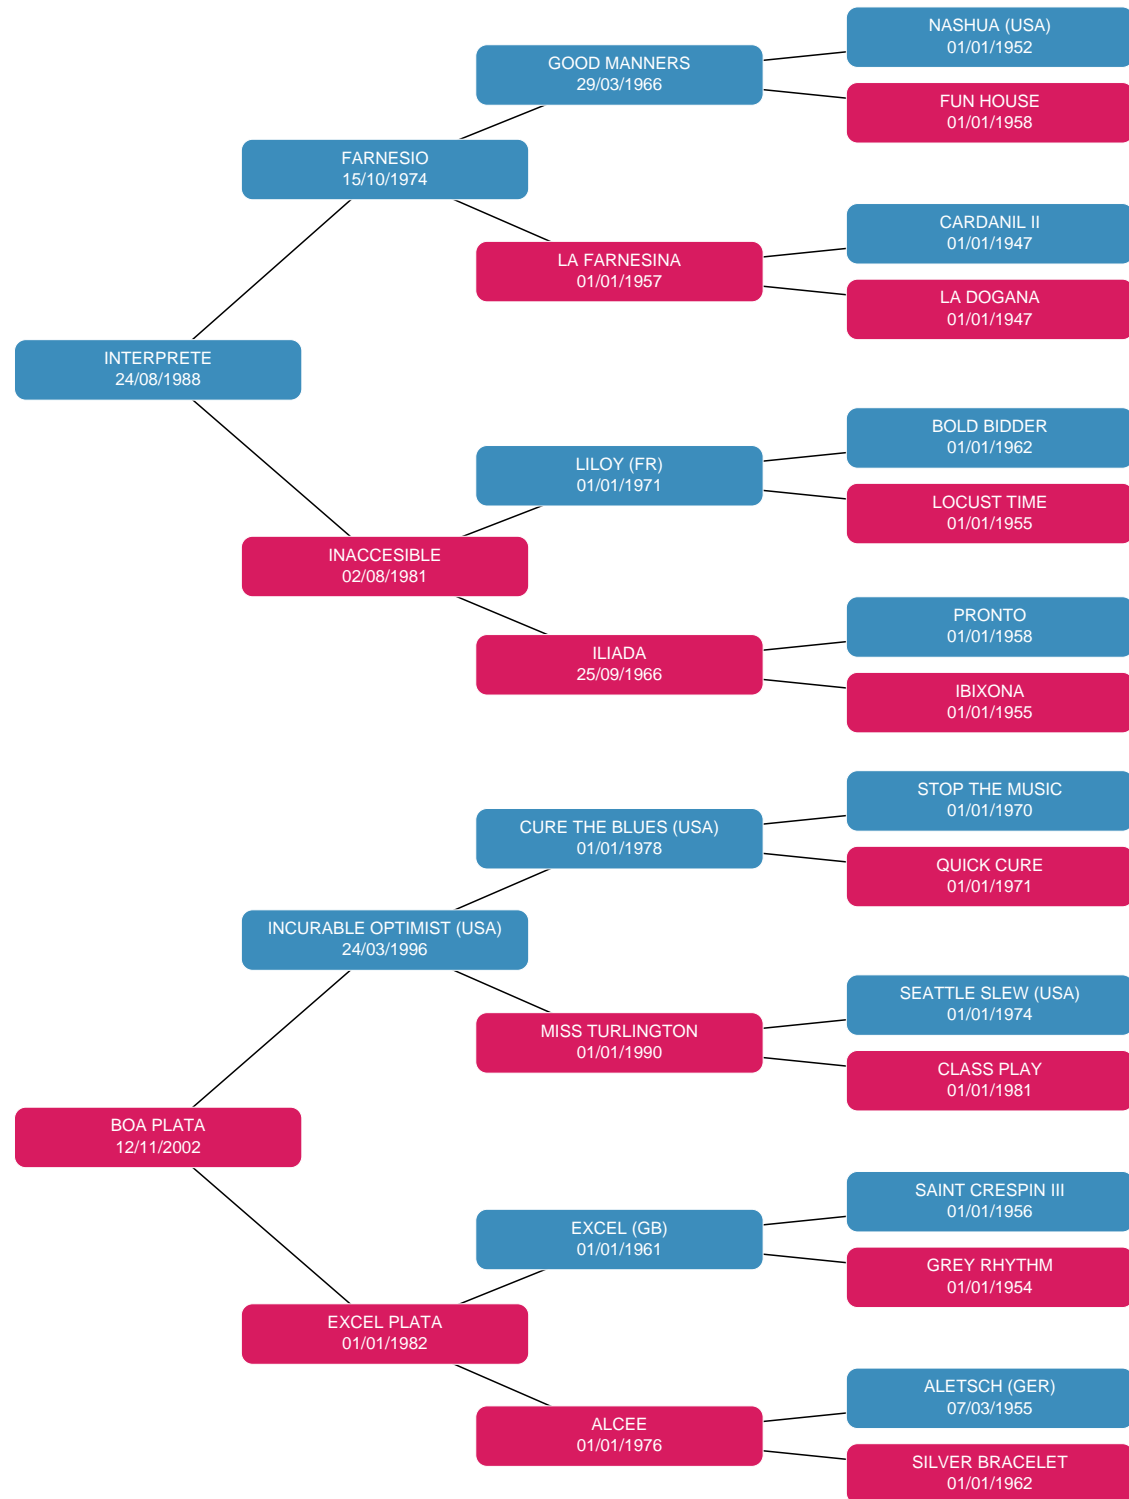 NASHUA (USA)
01/01/1952
GOOD MANNERS
29/03/1966
FUN HOUSE
01/01/1958
FARNESIO
15/10/1974
CARDANIL II
01/01/1947
LA FARNESINA
01/01/1957
LA DOGANA
01/01/1947
INTERPRETE
24/08/1988
BOLD BIDDER
01/01/1962
LILOY (FR)
01/01/1971
LOCUST TIME
01/01/1955
INACCESIBLE
02/08/1981
PRONTO
01/01/1958
ILIADA
25/09/1966
IBIXONA
01/01/1955
STOP THE MUSIC
01/01/1970
CURE THE BLUES (USA)
01/01/1978
QUICK CURE
01/01/1971
INCURABLE OPTIMIST (USA)
24/03/1996
SEATTLE SLEW (USA)
01/01/1974
MISS TURLINGTON
01/01/1990
CLASS PLAY
01/01/1981
BOA PLATA
12/11/2002
SAINT CRESPIN III
01/01/1956
EXCEL (GB)
01/01/1961
GREY RHYTHM
01/01/1954
EXCEL PLATA
01/01/1982
ALETSCH (GER)
07/03/1955
ALCEE
01/01/1976
SILVER BRACELET
01/01/1962